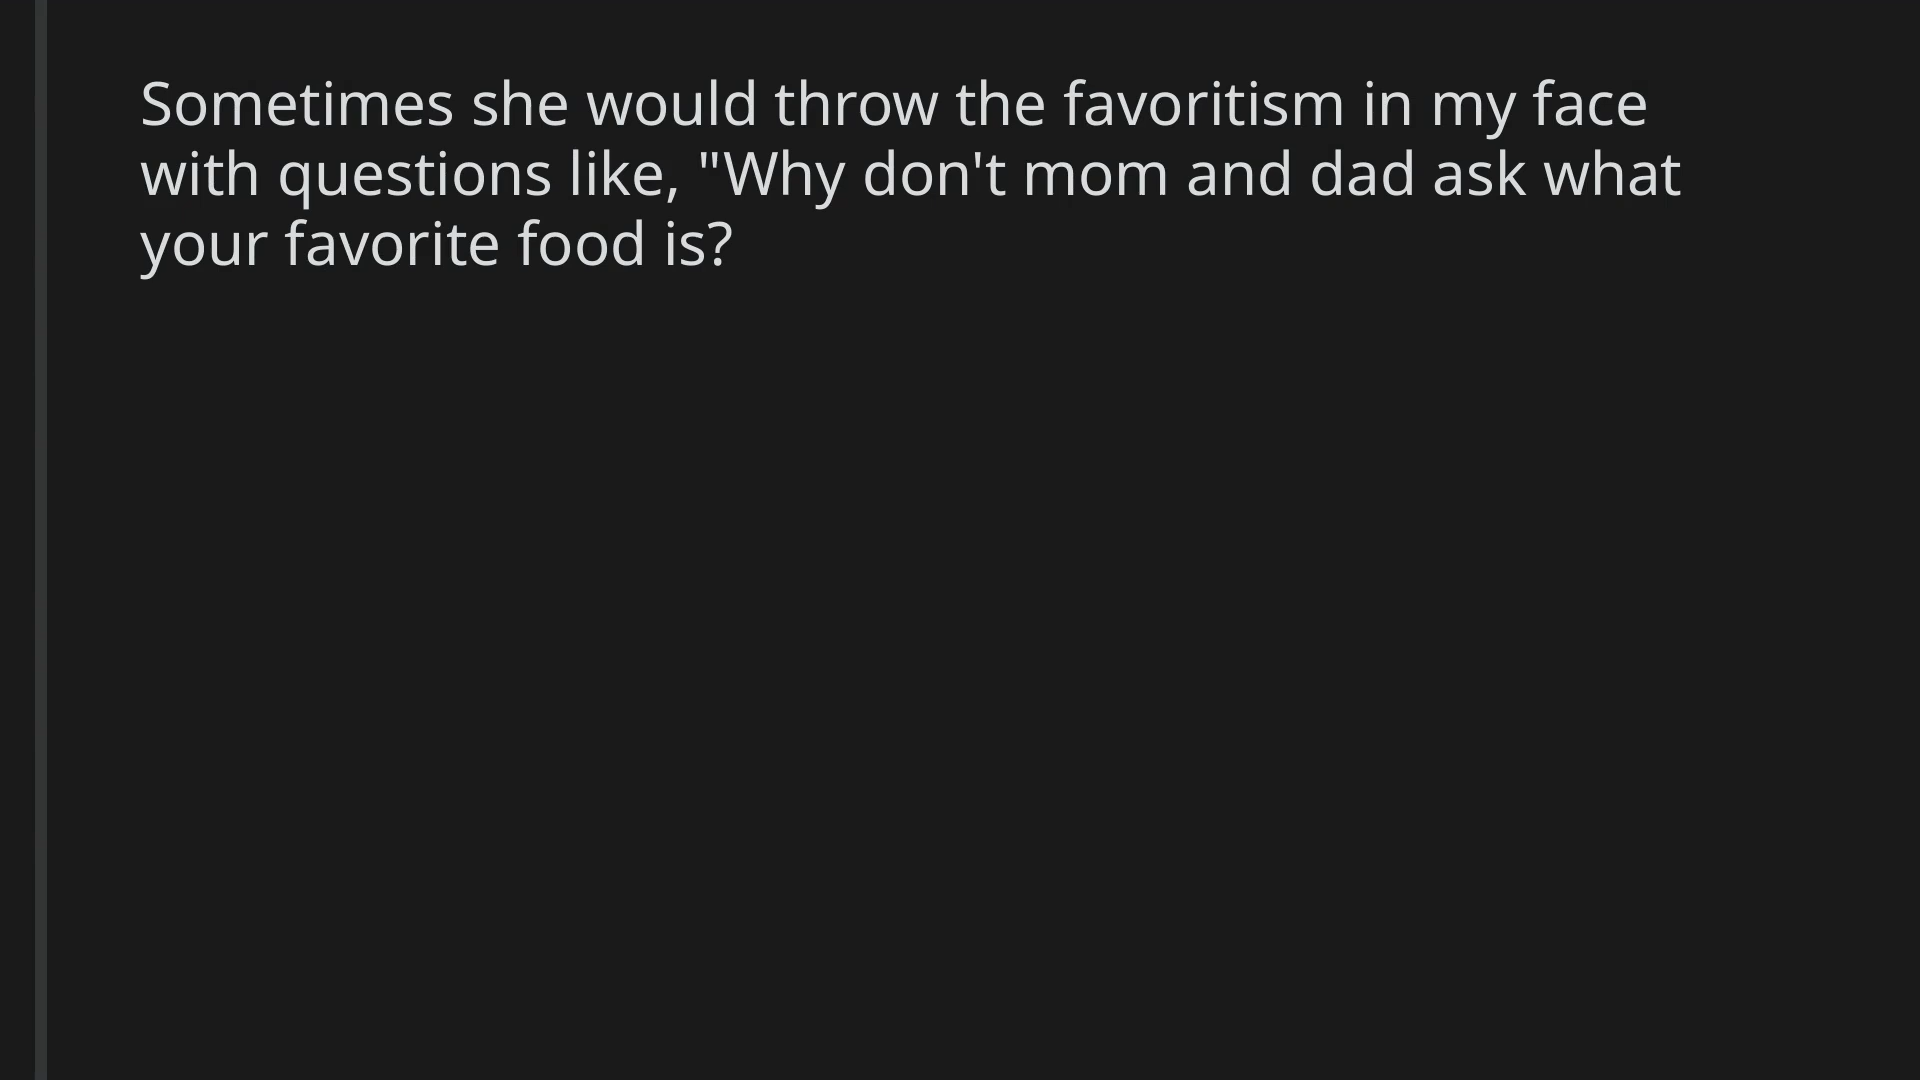 Sometimes she would throw the favoritism in my face
with questions like, "Why don't mom and dad ask what
your favorite food is?